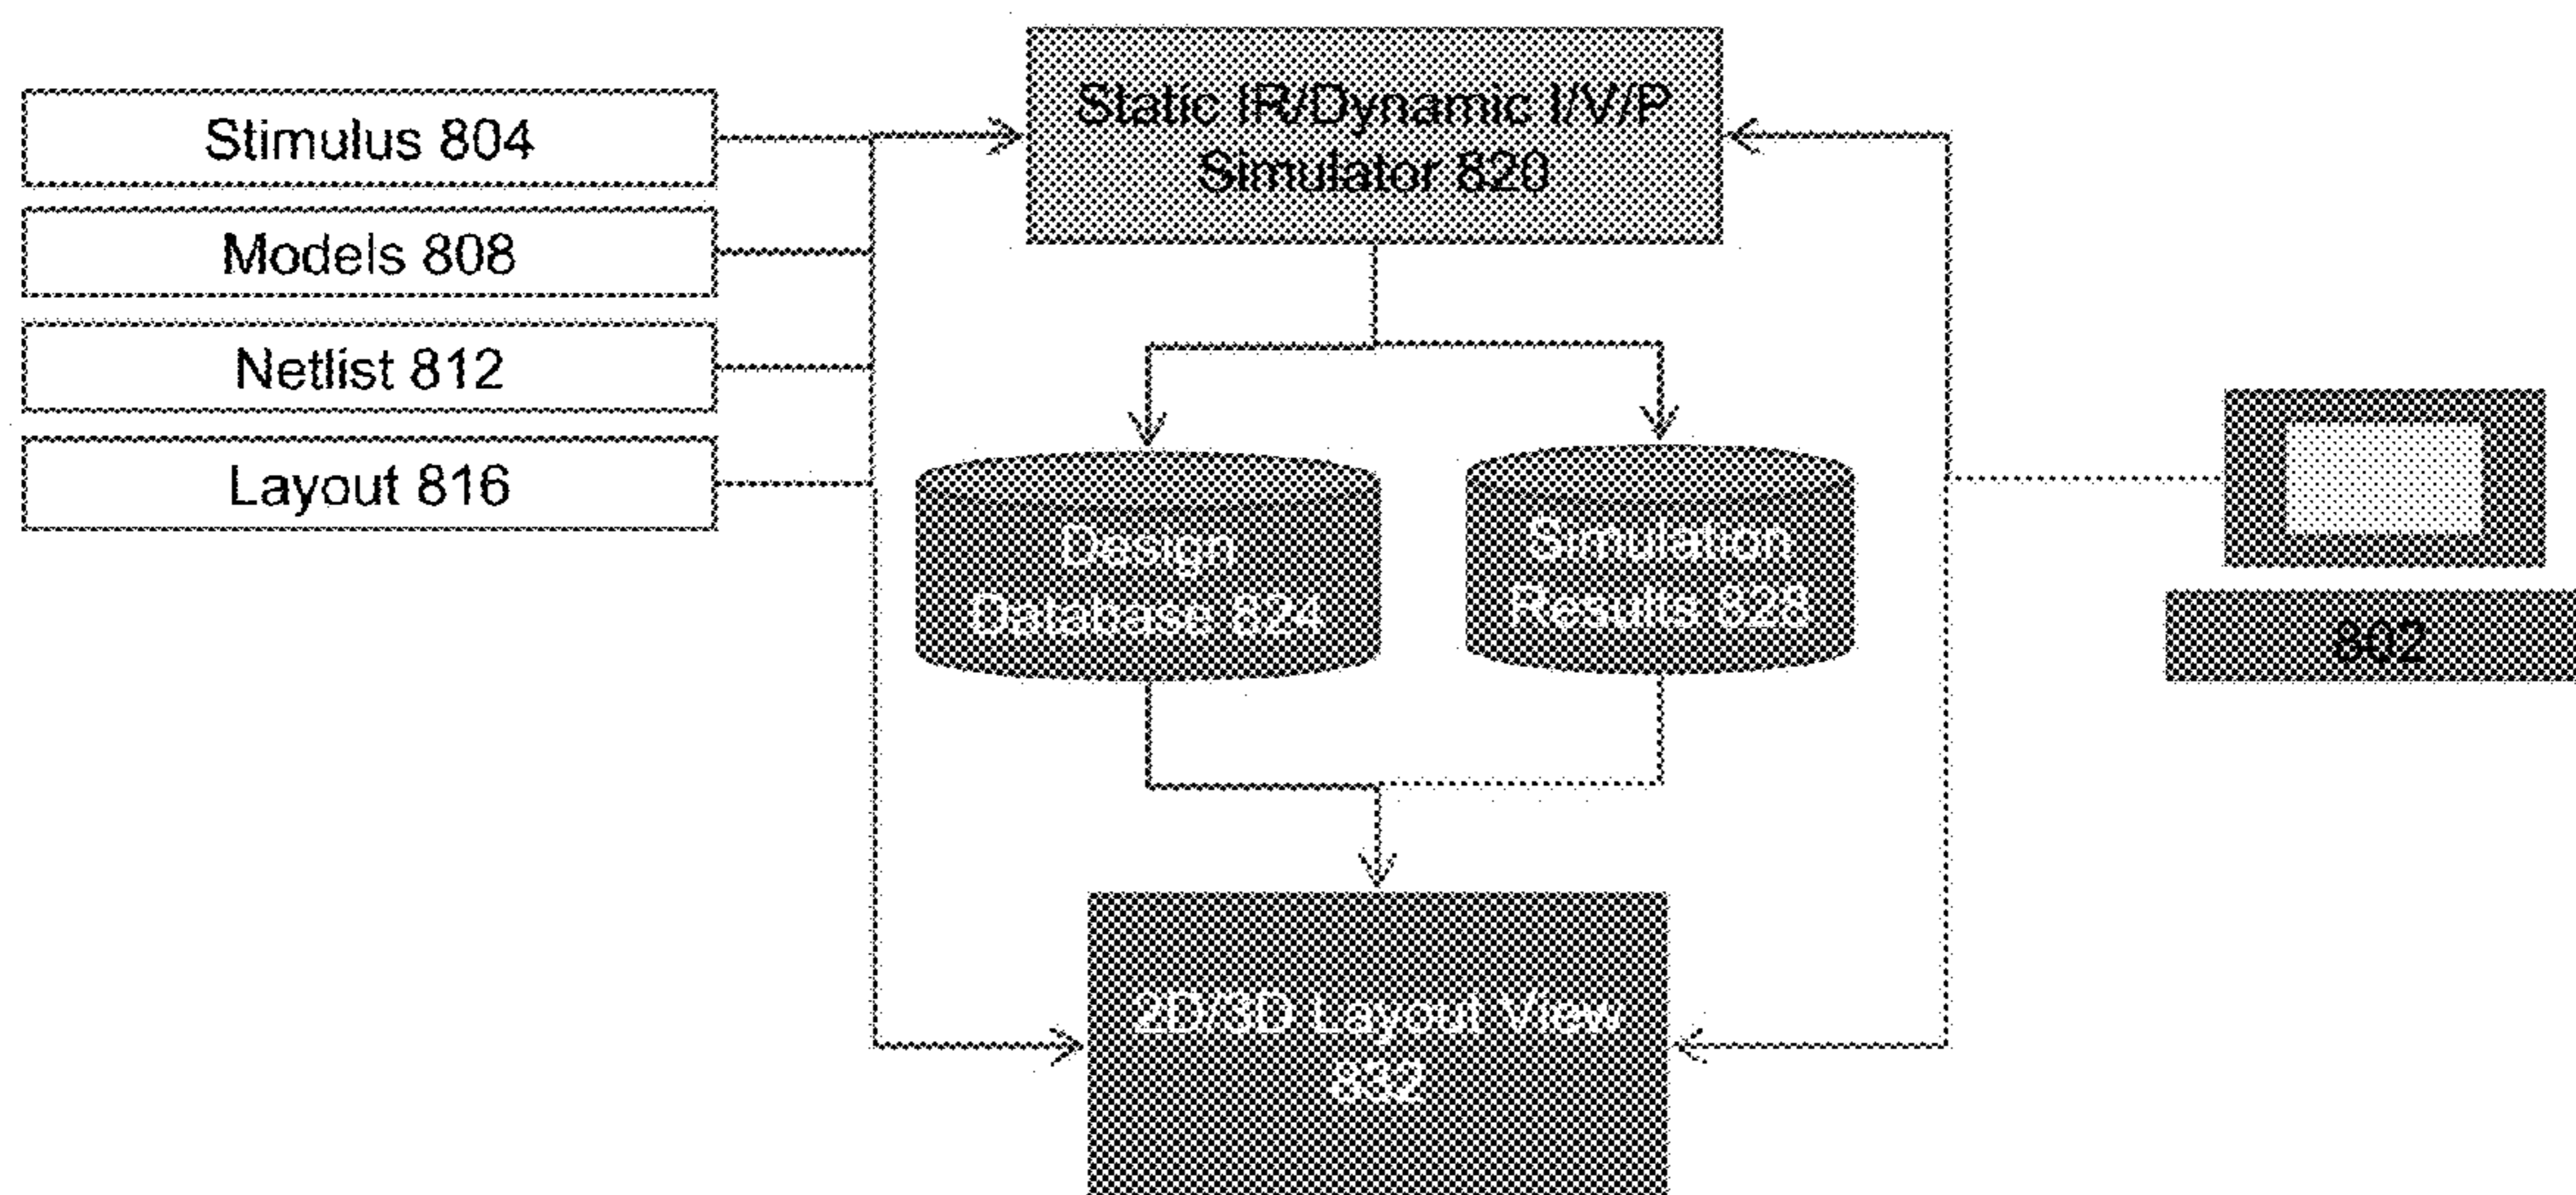 Stimulus 804
Models 808
Netlist 812
Layout 816
Static IR/Dynamic I/V/P
Simulator 820
Design
Database 824
Simulation
Results 828
802
2D/3D Layout View
832